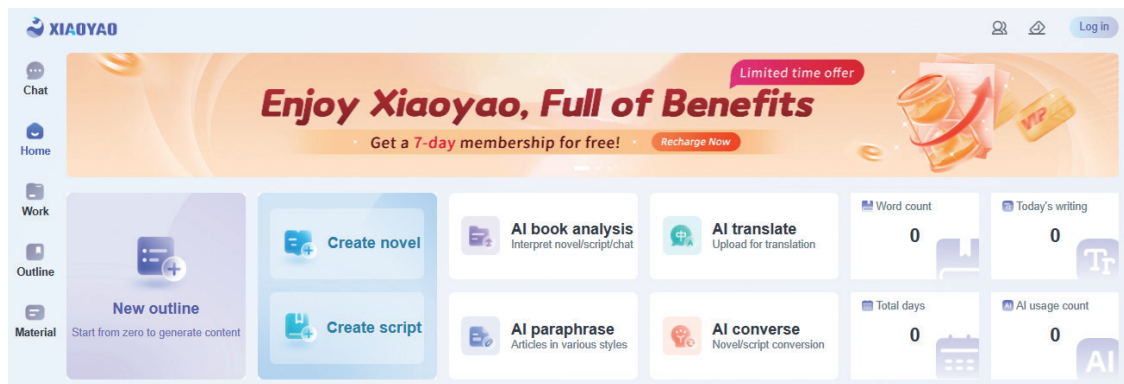 XIAOYAO
Log in
Chat
Home
Work
Outline
Material
Limited time offer
Enjoy Xiaoyao, Full of Benefits
Get a 7-day membership for free!
Recharge Now
VIP
New outline
Start from zero to generate content
Create novel
Create script
AI book analysis
Interpret novel/script/chat
AI translate
Upload for translation
AI paraphrase
Articles in various styles
AI converse
Novel/script conversion
Word count
0
Today's writing
0
Tr
Total days
0
AI usage count
0
AI